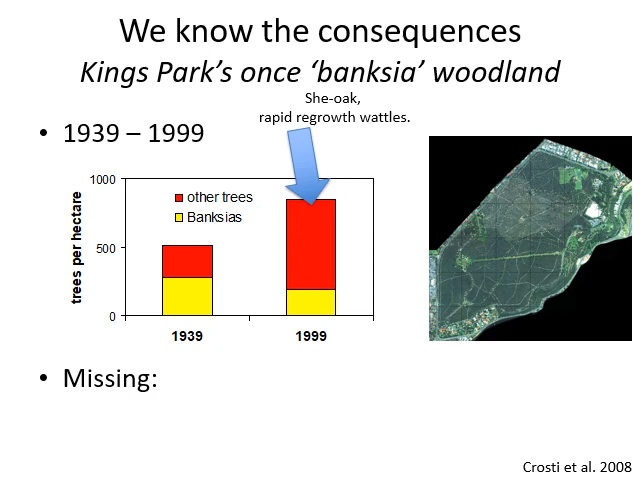 We know the consequences
Kings Park’s once ‘banksia’ woodland
She-oak,
rapid regrowth wattles.
• 1939 – 1999
1000
500
0
trees per hectare
other trees
Banksias
1939
1999
• Missing:
Crosti et al. 2008